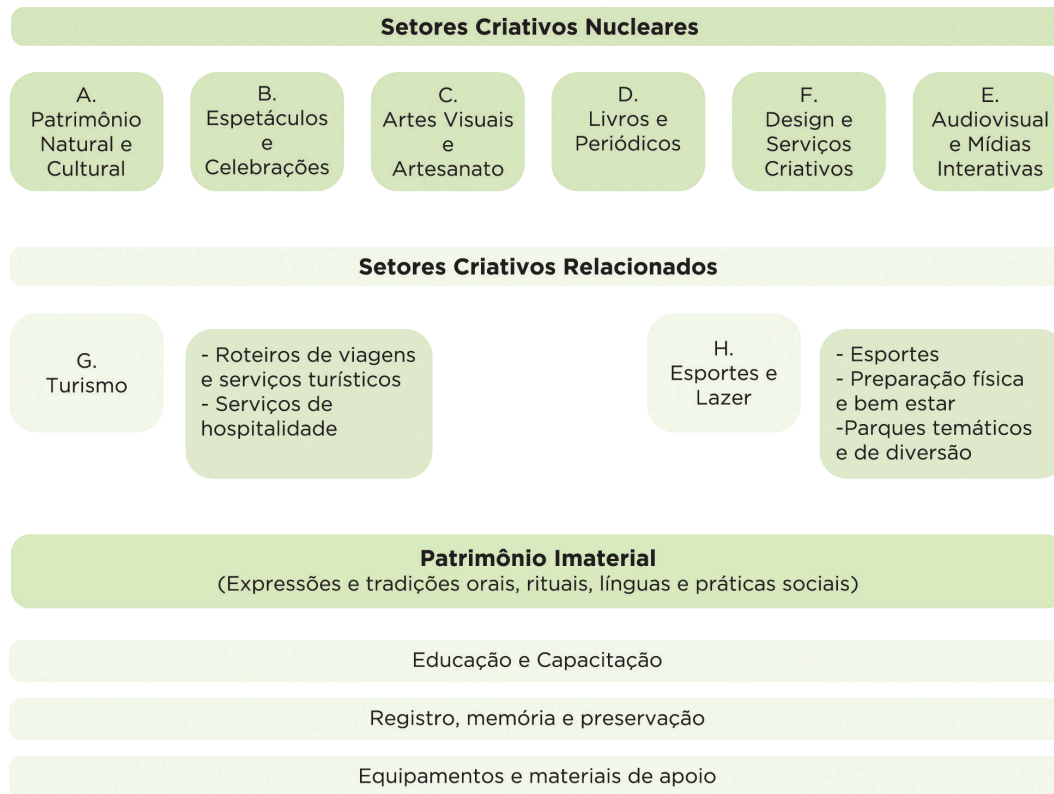 Setores Criativos Nucleares
A.
Patrimônio
Natural e
Cultural
B.
Espetáculos
e
Celebrações
C.
Artes Visuais
e
Artesanato
D.
Livros e
Periódicos
F.
Design e
Serviços
Criativos
E.
Audiovisual
e Mídias
Interativas
Setores Criativos Relacionados
G.
Turismo
- Roteiros de viagens
e serviços turísticos
- Serviços de
hospitalidade
H.
Esportes e
Lazer
- Esportes
- Preparação física
e bem estar
-Parques temáticos
e de diversão
Patrimônio Imaterial
(Expressões e tradições orais, rituais, línguas e práticas sociais)
Educação e Capacitação
Registro, memória e preservação
Equipamentos e materiais de apoio